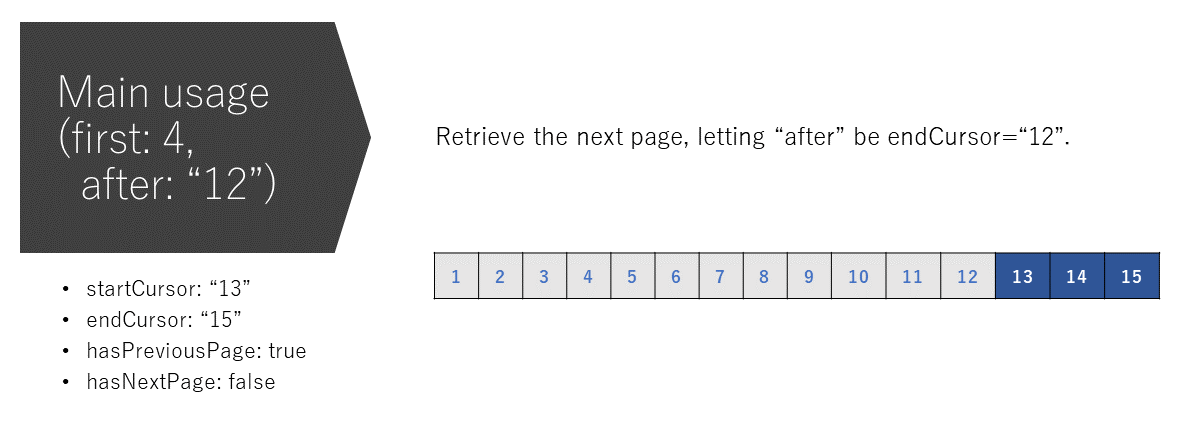 Main usage
(first: 4,
after: “12”)
Retrieve the next page, letting “after” be endCursor=“12”.
1 2 3 4 5 6 7 8 9 10 11 12 13 14 15
• startCursor: “13”
• endCursor: “15”
• hasPreviousPage: true
• hasNextPage: false